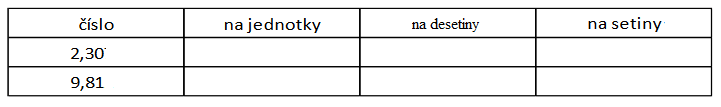 číslo na jednotky na desetiny na setiny
2,30
9,81